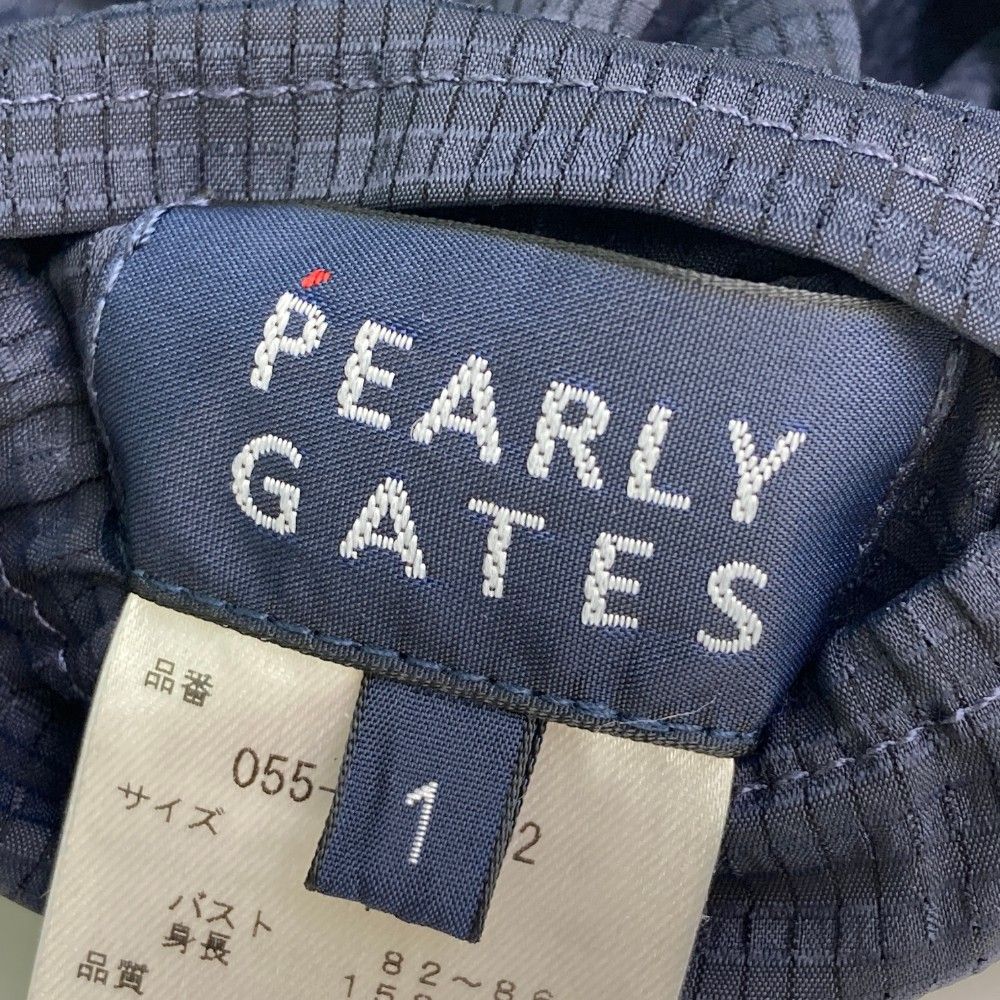 PEARLY
GATES
1
品番
055- 2
サイズ
バスト
身長
82～86
品質